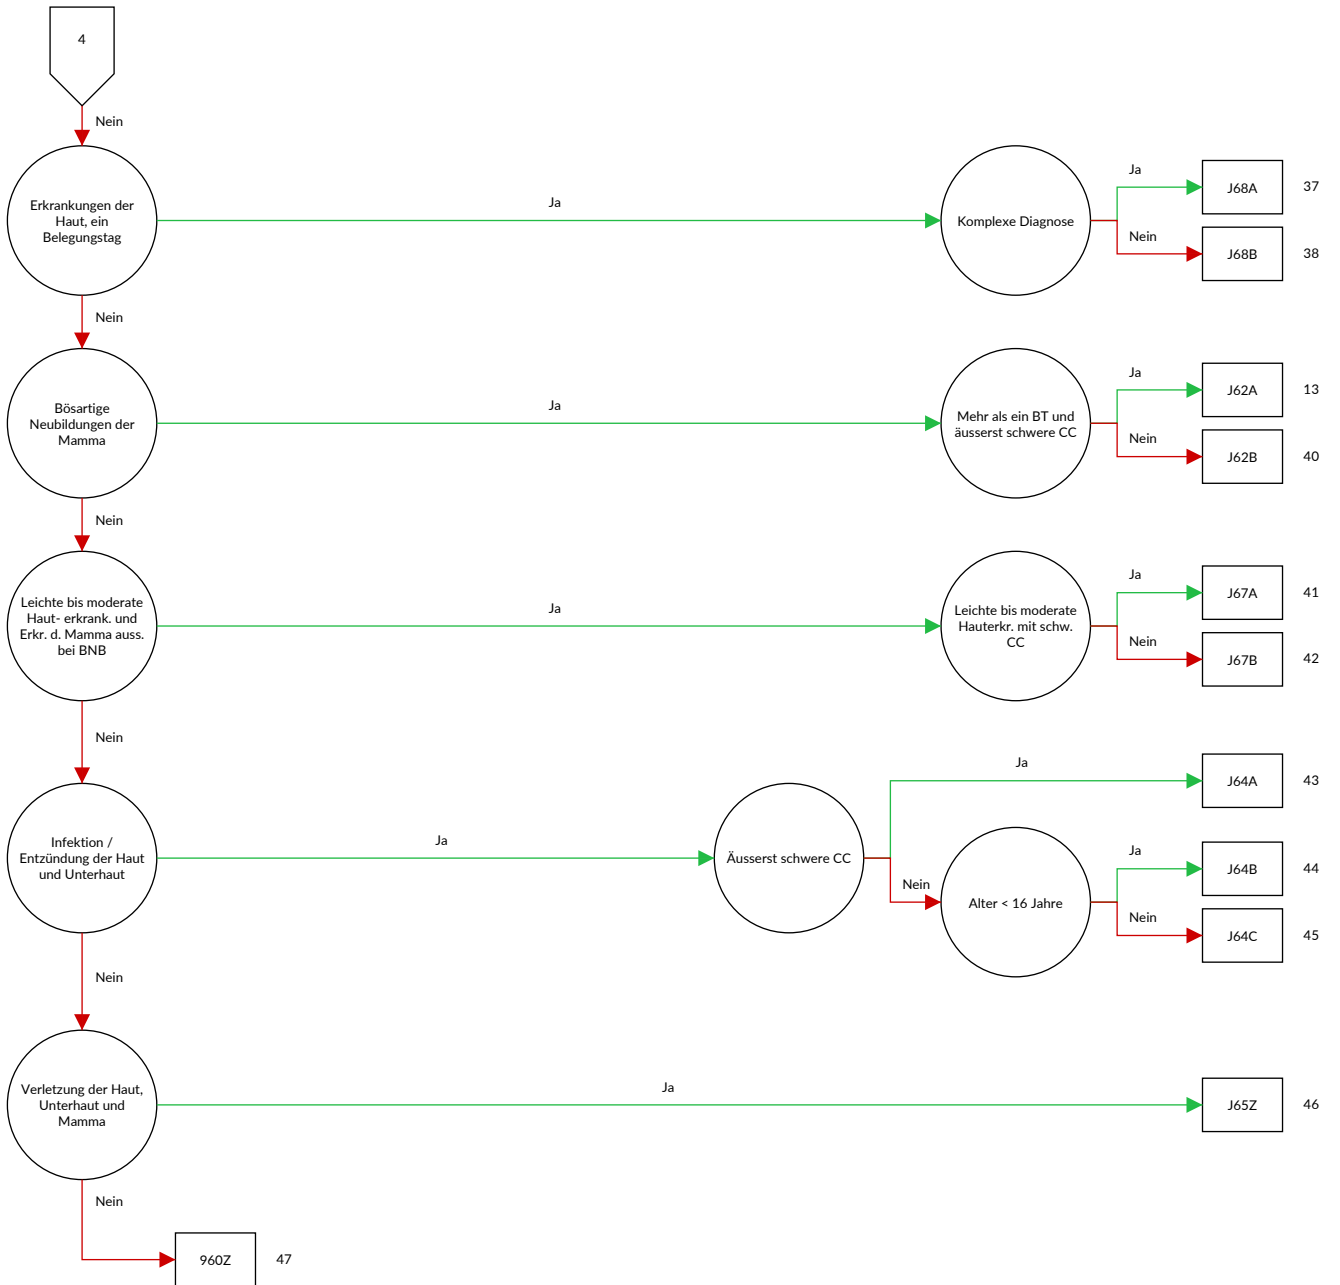 4
Nein
Erkrankungen der
Haut, ein
Belegungstag
Ja
Komplexe Diagnose
Ja
J68A
37
Nein
J68B
38
Nein
Bösartige
Neubildungen der
Mamma
Ja
Mehr als ein BT und
äusserst schwere CC
Ja
J62A
13
Nein
J62B
40
Nein
Leichte bis moderate
Haut- erkrank. und
Erkr. d. Mamma auss.
bei BNB
Ja
Leichte bis moderate
Hauterkr. mit schw.
CC
Ja
J67A
41
Nein
J67B
42
Nein
Infektion /
Entzündung der Haut
und Unterhaut
Ja
Äusserst schwere CC
Ja
J64A
43
Nein
Alter < 16 Jahre
Ja
J64B
44
Nein
J64C
45
Nein
Verletzung der Haut,
Unterhaut und
Mamma
Ja
J65Z
46
Nein
960Z
47